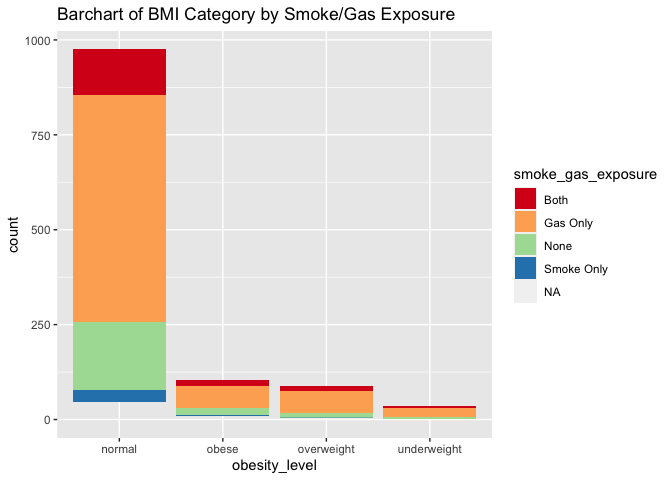 Barchart of BMI Category by Smoke/Gas Exposure
1000
750
500
250
0
count
normal
obese
overweight
underweight
obesity_level
smoke_gas_exposure
Both
Gas Only
None
Smoke Only
NA